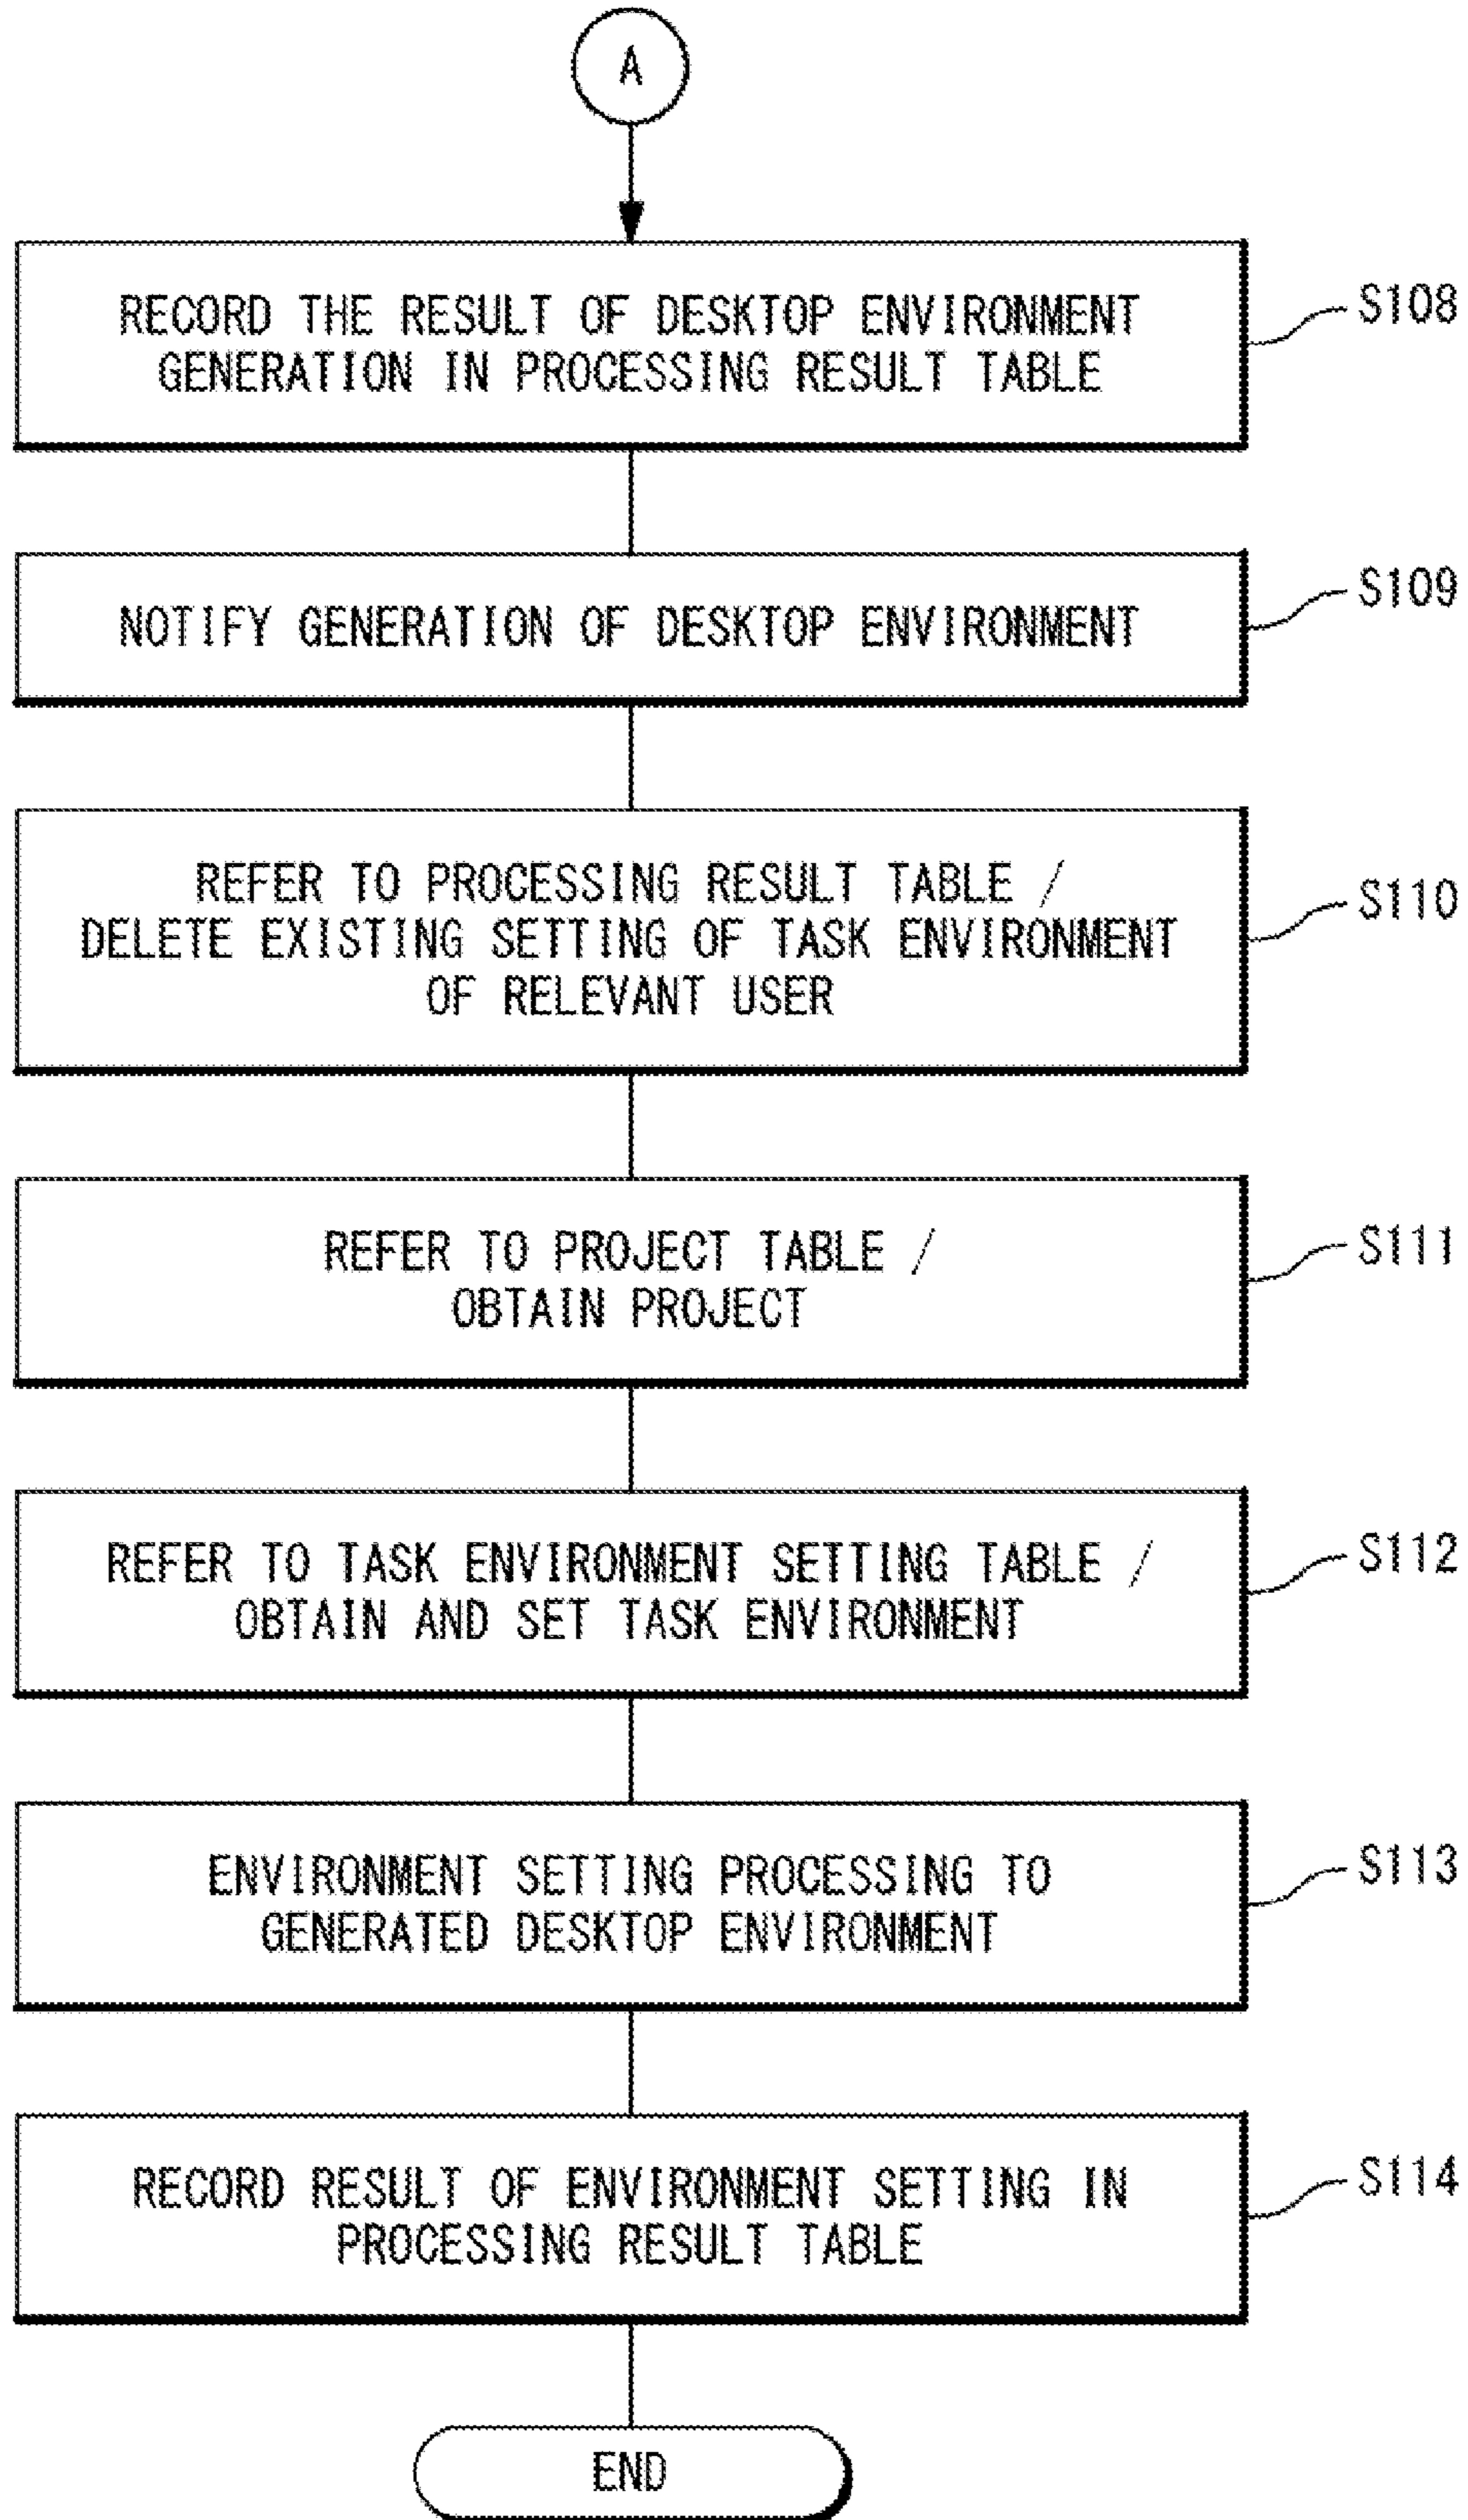 A
RECORD THE RESULT OF DESKTOP ENVIRONMENT
GENERATION IN PROCESSING RESULT TABLE
S108
NOTIFY GENERATION OF DESKTOP ENVIRONMENT
S109
REFER TO PROCESSING RESULT TABLE /
DELETE EXISTING SETTING OF TASK ENVIRONMENT
OF RELEVANT USER
S110
REFER TO PROJECT TABLE /
OBTAIN PROJECT
S111
REFER TO TASK ENVIRONMENT SETTING TABLE /
OBTAIN AND SET TASK ENVIRONMENT
S112
ENVIRONMENT SETTING PROCESSING TO
GENERATED DESKTOP ENVIRONMENT
S113
RECORD RESULT OF ENVIRONMENT SETTING IN
PROCESSING RESULT TABLE
S114
END